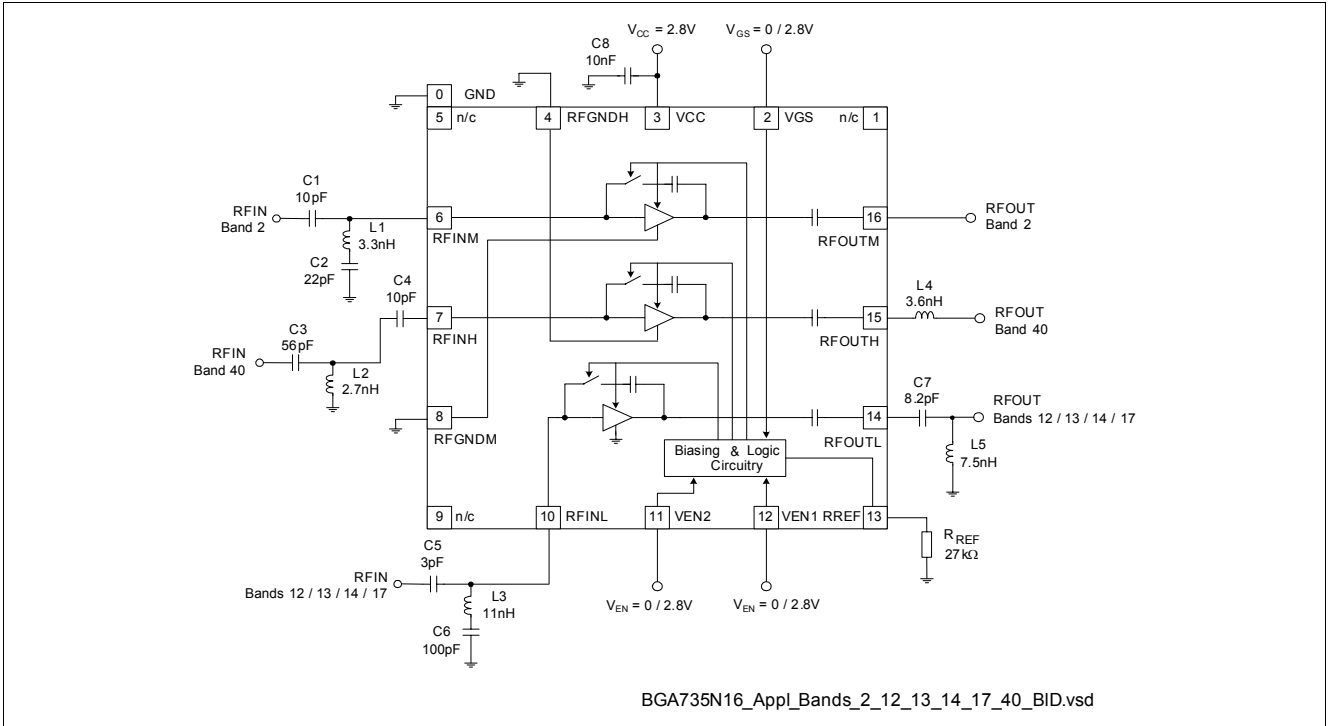 V_CC = 2.8V
V_GS = 0 / 2.8V
C8
10nF
0
GND
5
n/c
4
RFGNDH
3
VCC
2
VGS
n/c
1
C1
10pF
RFIN
Band 2
L1
3.3nH
C2
22pF
6
RFINM
16
RFOUTM
RFOUT
Band 2
C4
10pF
7
RFINH
15
RFOUTH
L4
3.6nH
RFOUT
Band 40
C3
56pF
RFIN
Band 40
L2
2.7nH
8
RFGNDM
14
RFOUTL
C7
8.2pF
RFOUT
Bands 12 / 13 / 14 / 17
L5
7.5nH
Biasing & Logic
Circuitry
9
n/c
10
RFINL
11
VEN2
12
VEN1
RREF
13
R_REF
27kΩ
C5
3pF
RFIN
Bands 12 / 13 / 14 / 17
L3
11nH
C6
100pF
V_EN = 0 / 2.8V
V_EN = 0 / 2.8V
BGA735N16_Appl_Bands_2_12_13_14_17_40_BID.vsd